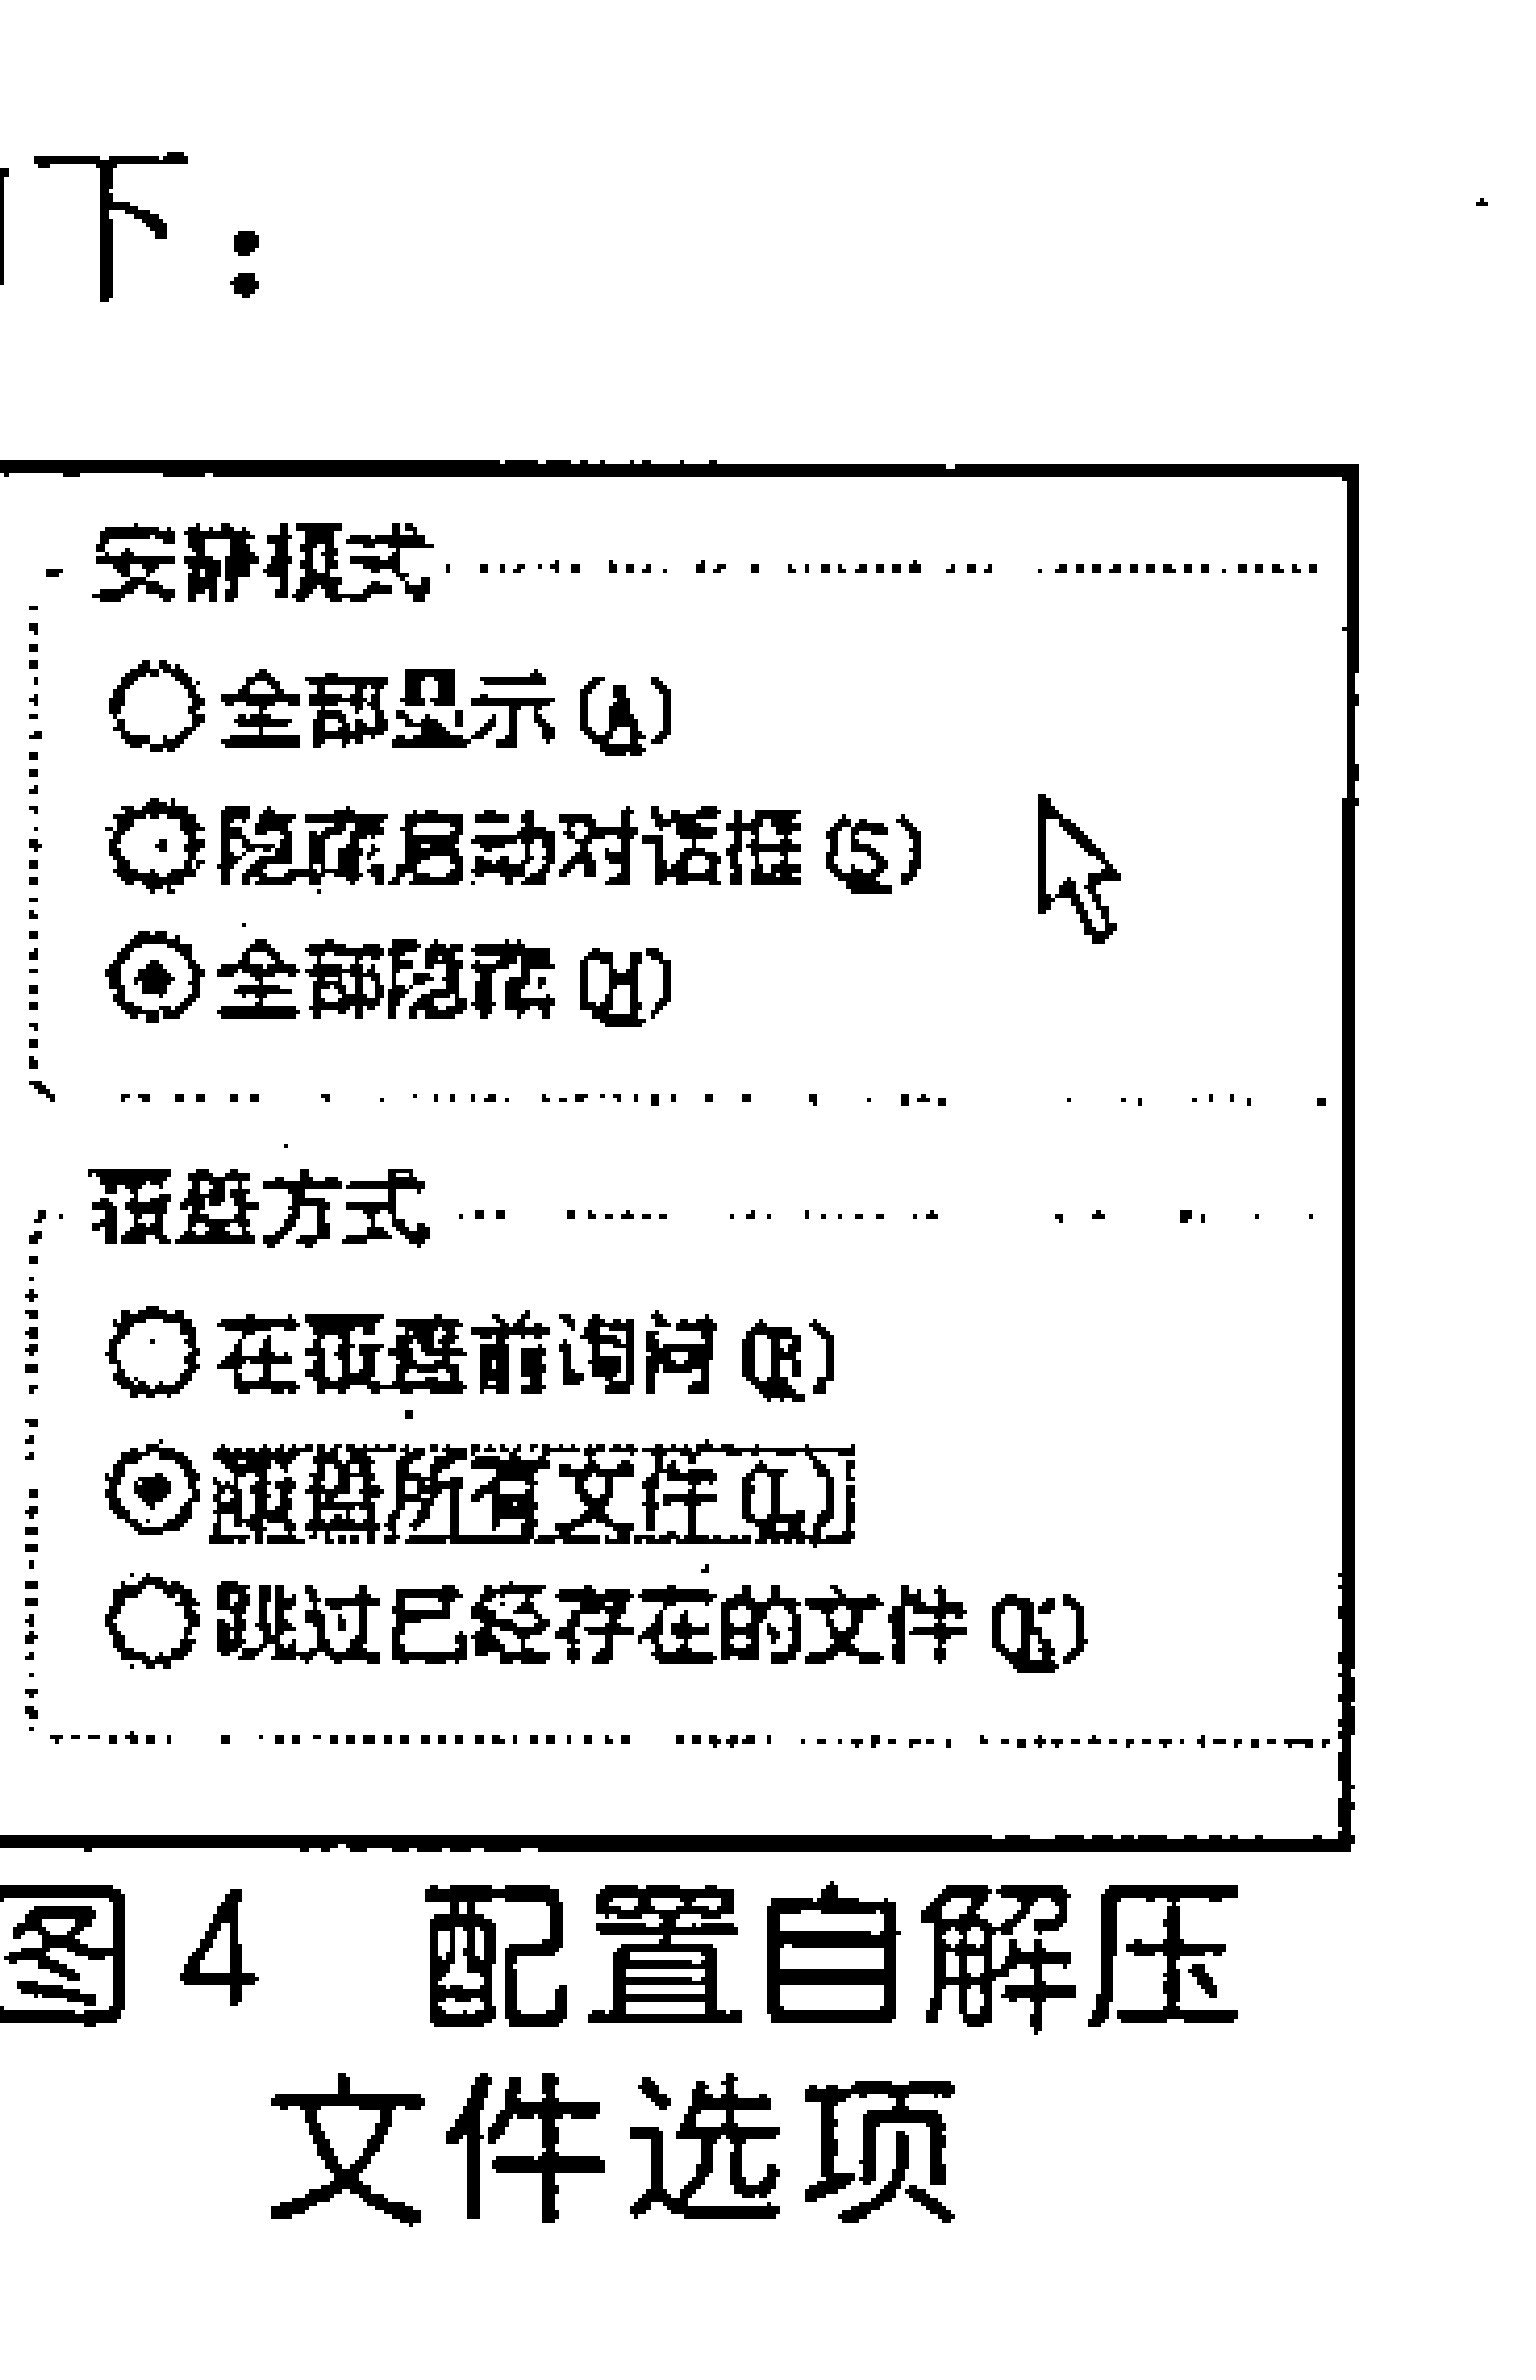 下：
安静模式
全部显示(A)
隐藏启动对话框(S)
全部隐藏(H)
覆盖方式
在覆盖前询问(R)
覆盖所有文件(L)
跳过已经存在的文件(K)
图4 配置自解压
文件选项